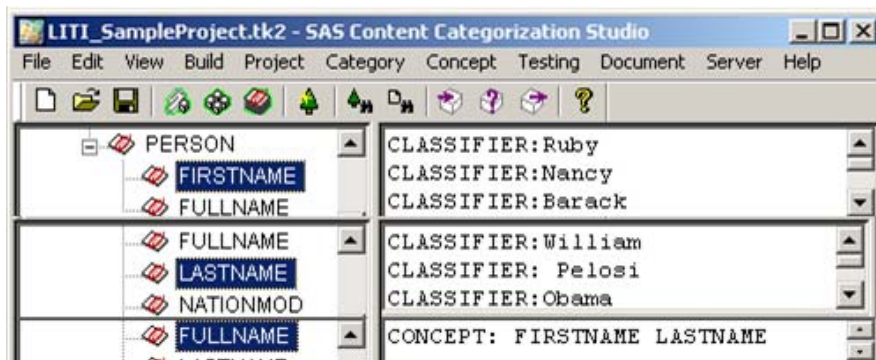 LITI_SampleProject.tk2 - SAS Content Categorization Studio
File Edit View Build Project Category Concept Testing Document Server Help
PERSON
FIRSTNAME
FULLNAME
CLASSIFIER:Ruby
CLASSIFIER:Nancy
CLASSIFIER:Barack
FULLNAME
LASTNAME
NATIONMOD
CLASSIFIER:William
CLASSIFIER: Pelosi
CLASSIFIER:Obama
FULLNAME
CONCEPT: FIRSTNAME LASTNAME